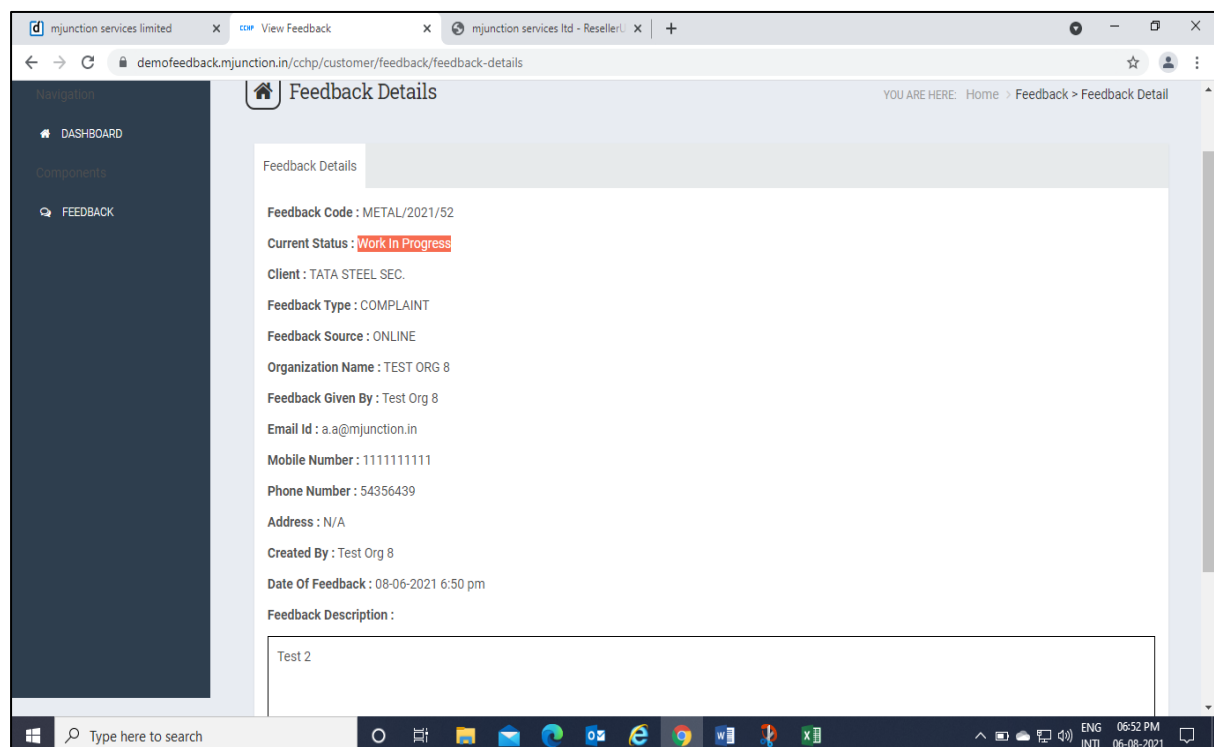 mjunction services limited
CCHP View Feedback
mjunction services ltd - ResellerU
demofeedback.mjunction.in/cchp/customer/feedback/feedback-details
Navigation
DASHBOARD
Components
FEEDBACK
Feedback Details
YOU ARE HERE: Home > Feedback > Feedback Detail
Feedback Details
Feedback Code : METAL/2021/52
Current Status : Work In Progress
Client : TATA STEEL SEC.
Feedback Type : COMPLAINT
Feedback Source : ONLINE
Organization Name : TEST ORG 8
Feedback Given By : Test Org 8
Email Id : a.a@mjunction.in
Mobile Number : 1111111111
Phone Number : 54356439
Address : N/A
Created By : Test Org 8
Date Of Feedback : 08-06-2021 6:50 pm
Feedback Description :
Test 2
Type here to search
ENG
INTL
06:52 PM
06-08-2021